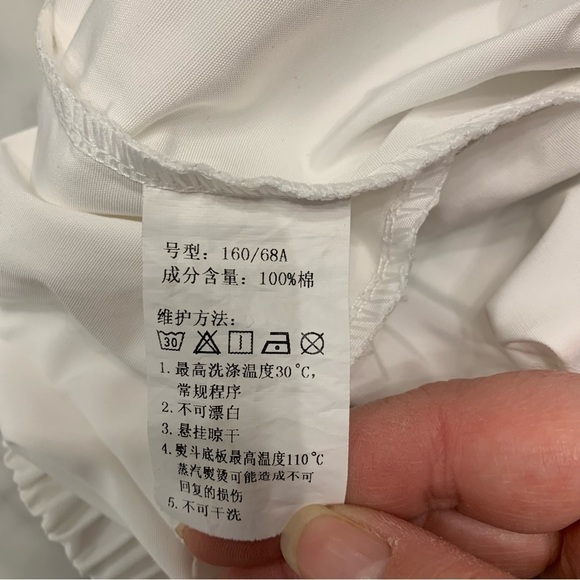 号型：160/68A
成分含量：100%棉
维护方法：
30
1.最高洗涤温度30℃，
常规程序
2.不可漂白
3.悬挂晾干
4.熨斗底板最高温度110℃
蒸汽熨烫可能造成不可
回复的损伤
5.不可干洗